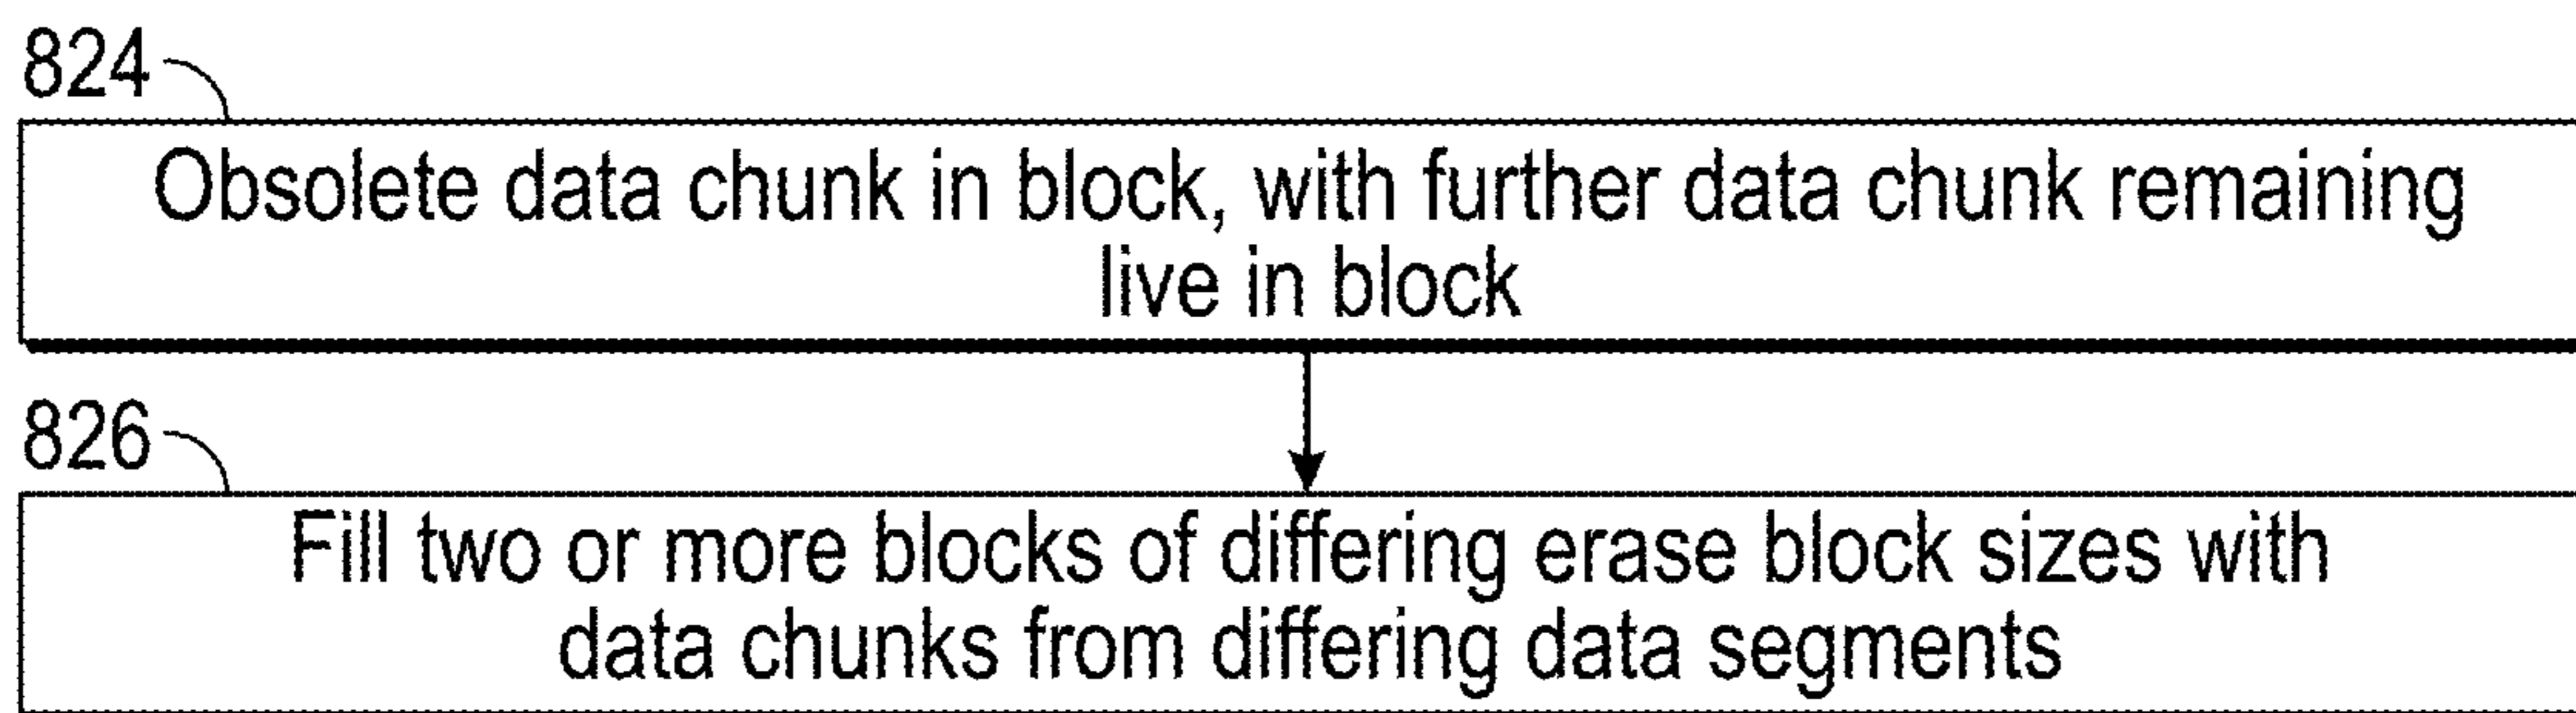 824
Obsolete data chunk in block, with further data chunk remaining
live in block
826
Fill two or more blocks of differing erase block sizes with
data chunks from differing data segments